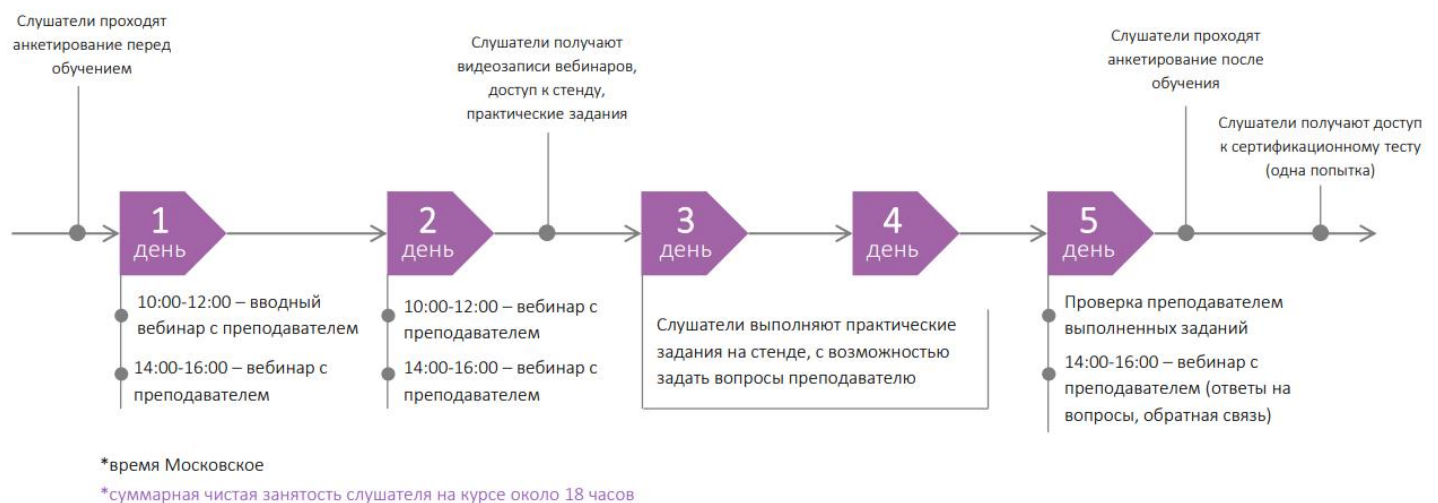 Слушатели проходят
анкетирование перед
обучением
Слушатели получают
видеозаписи вебинаров,
доступ к стенду,
практические задания
Слушатели проходят
анкетирование после
обучения
Слушатели получают доступ
к сертификационному тесту
(одна попытка)
1
день
2
день
3
день
4
день
5
день
10:00-12:00 – вводный
вебинар с преподавателем
14:00-16:00 – вебинар с
преподавателем
10:00-12:00 – вебинар с
преподавателем
14:00-16:00 – вебинар с
преподавателем
Слушатели выполняют практические
задания на стенде, с возможностью
задать вопросы преподавателю
Проверка преподавателем
выполненных заданий
14:00-16:00 – вебинар с
преподавателем (ответы на
вопросы, обратная связь)
*время Московское
*суммарная чистая занятость слушателя на курсе около 18 часов